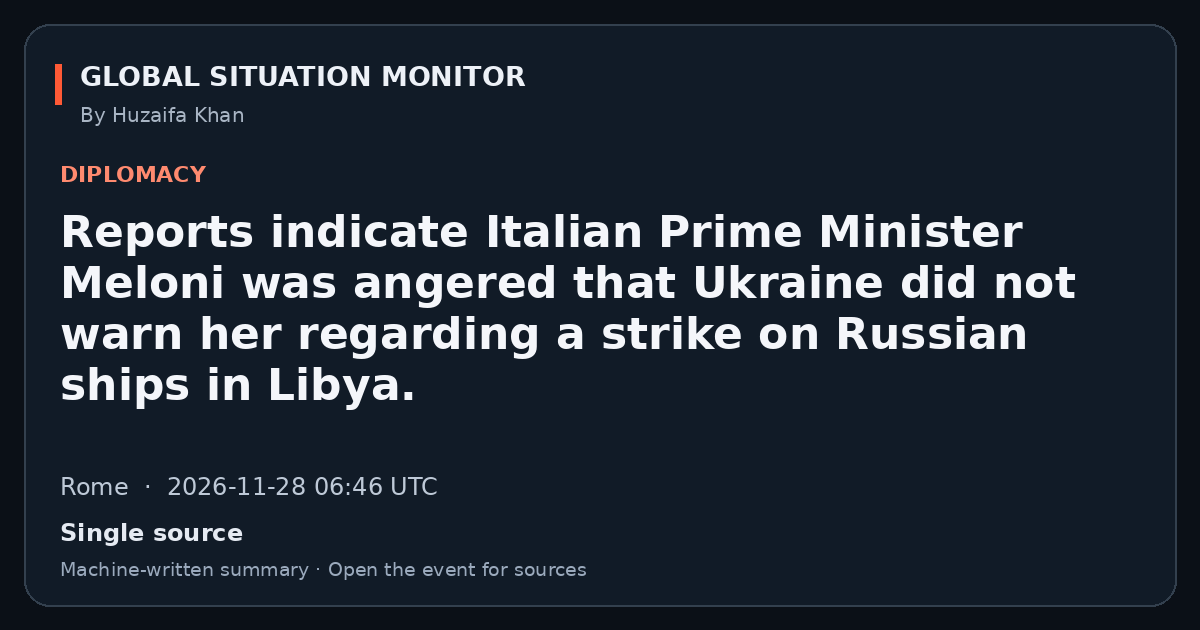 GLOBAL SITUATION MONITOR
By Huzaifa Khan
DIPLOMACY
Reports indicate Italian Prime Minister
Meloni was angered that Ukraine did not
warn her regarding a strike on Russian
ships in Libya.
Rome · 2026-11-28 06:46 UTC
Single source
Machine-written summary · Open the event for sources